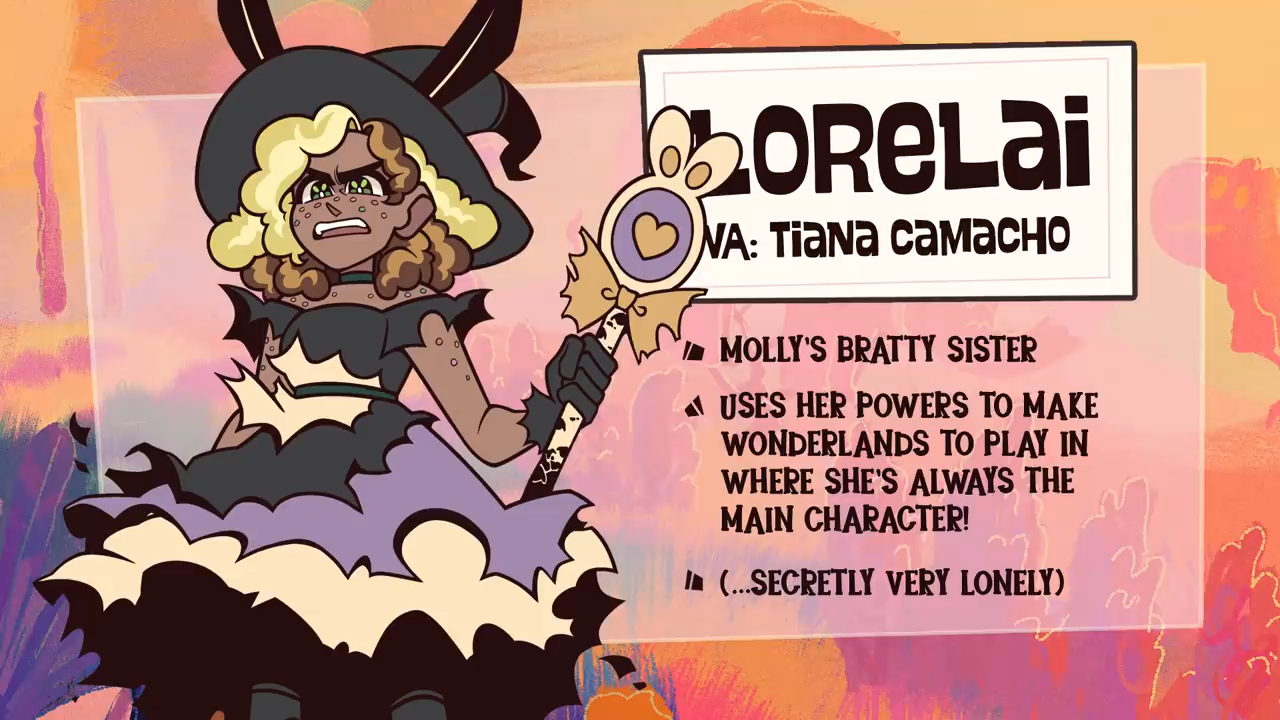 LORELAI
VA: TIANA CAMACHO
MOLLY'S BRATTY SISTER
USES HER POWERS TO MAKE
WONDERLANDS TO PLAY IN
WHERE SHE'S ALWAYS THE
MAIN CHARACTER!
(...SECRETLY VERY LONELY)